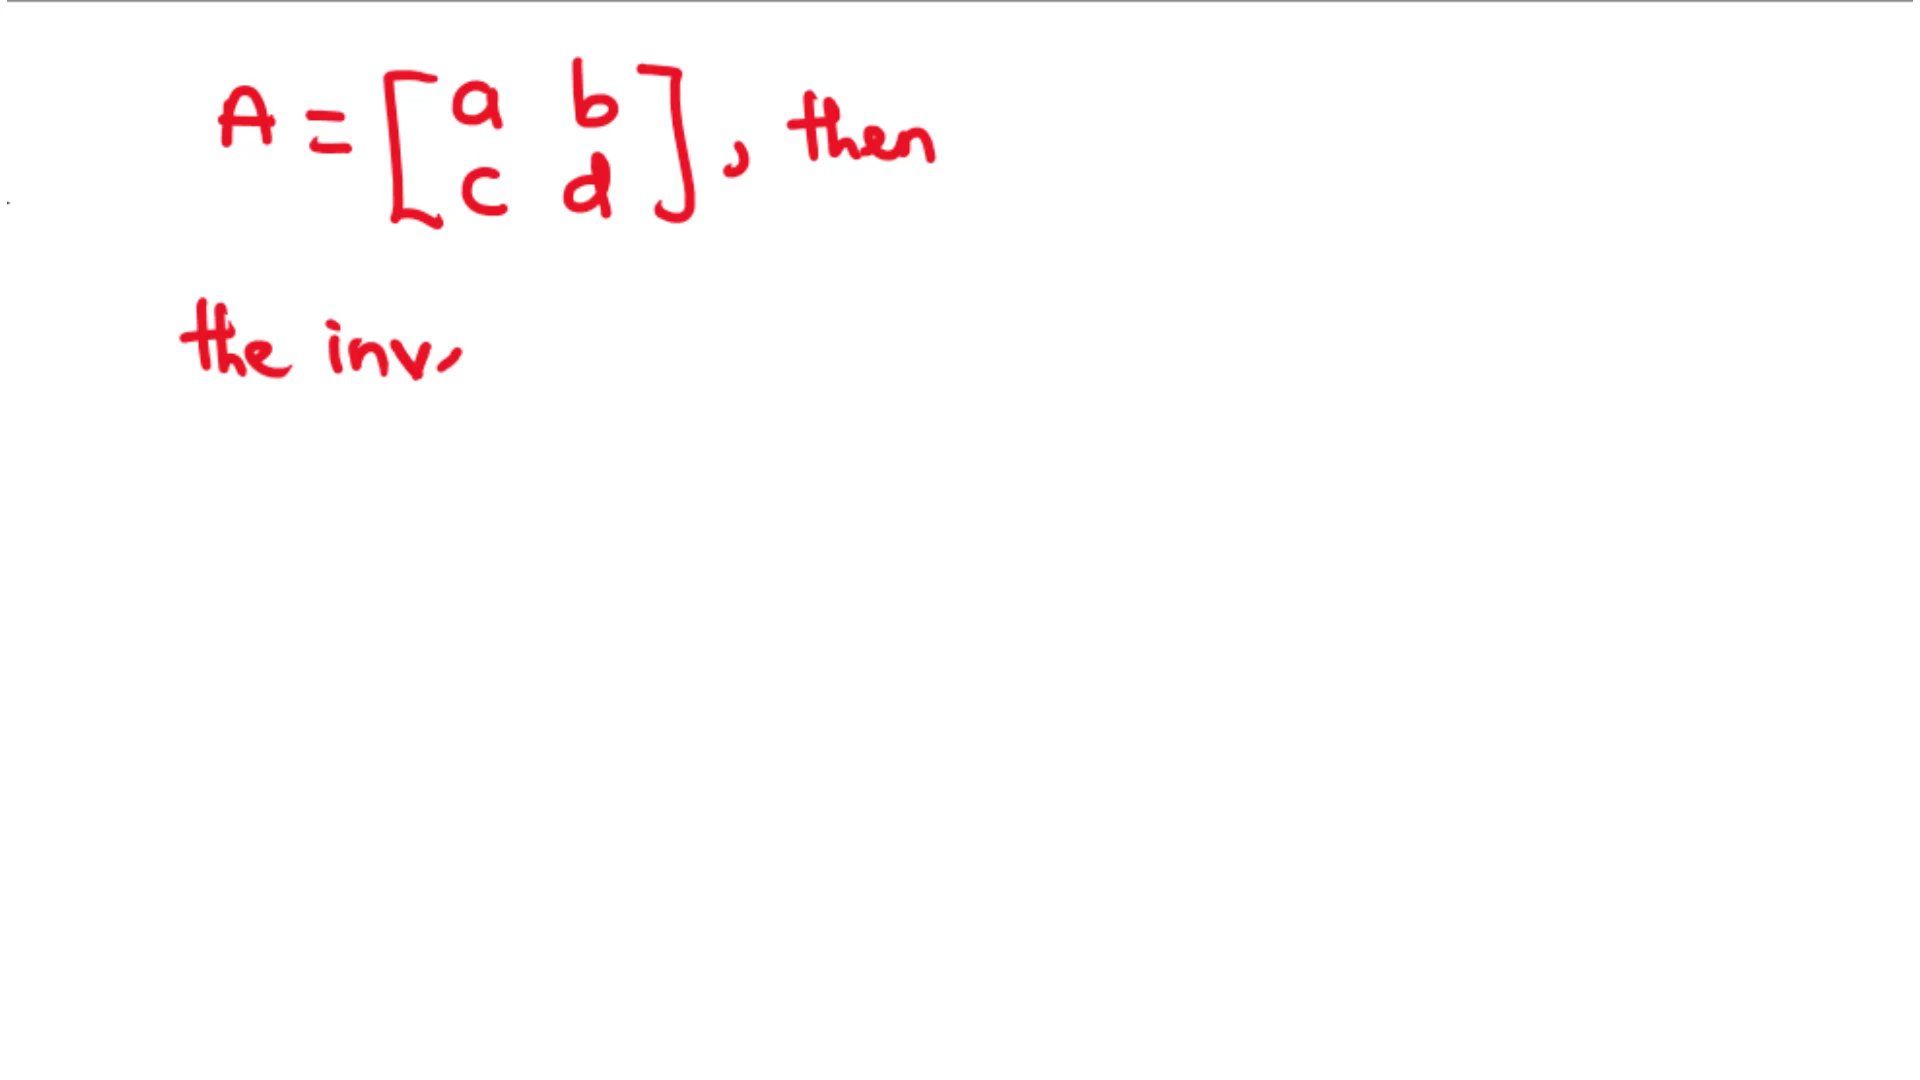 A = [a b
c d], then
the inv